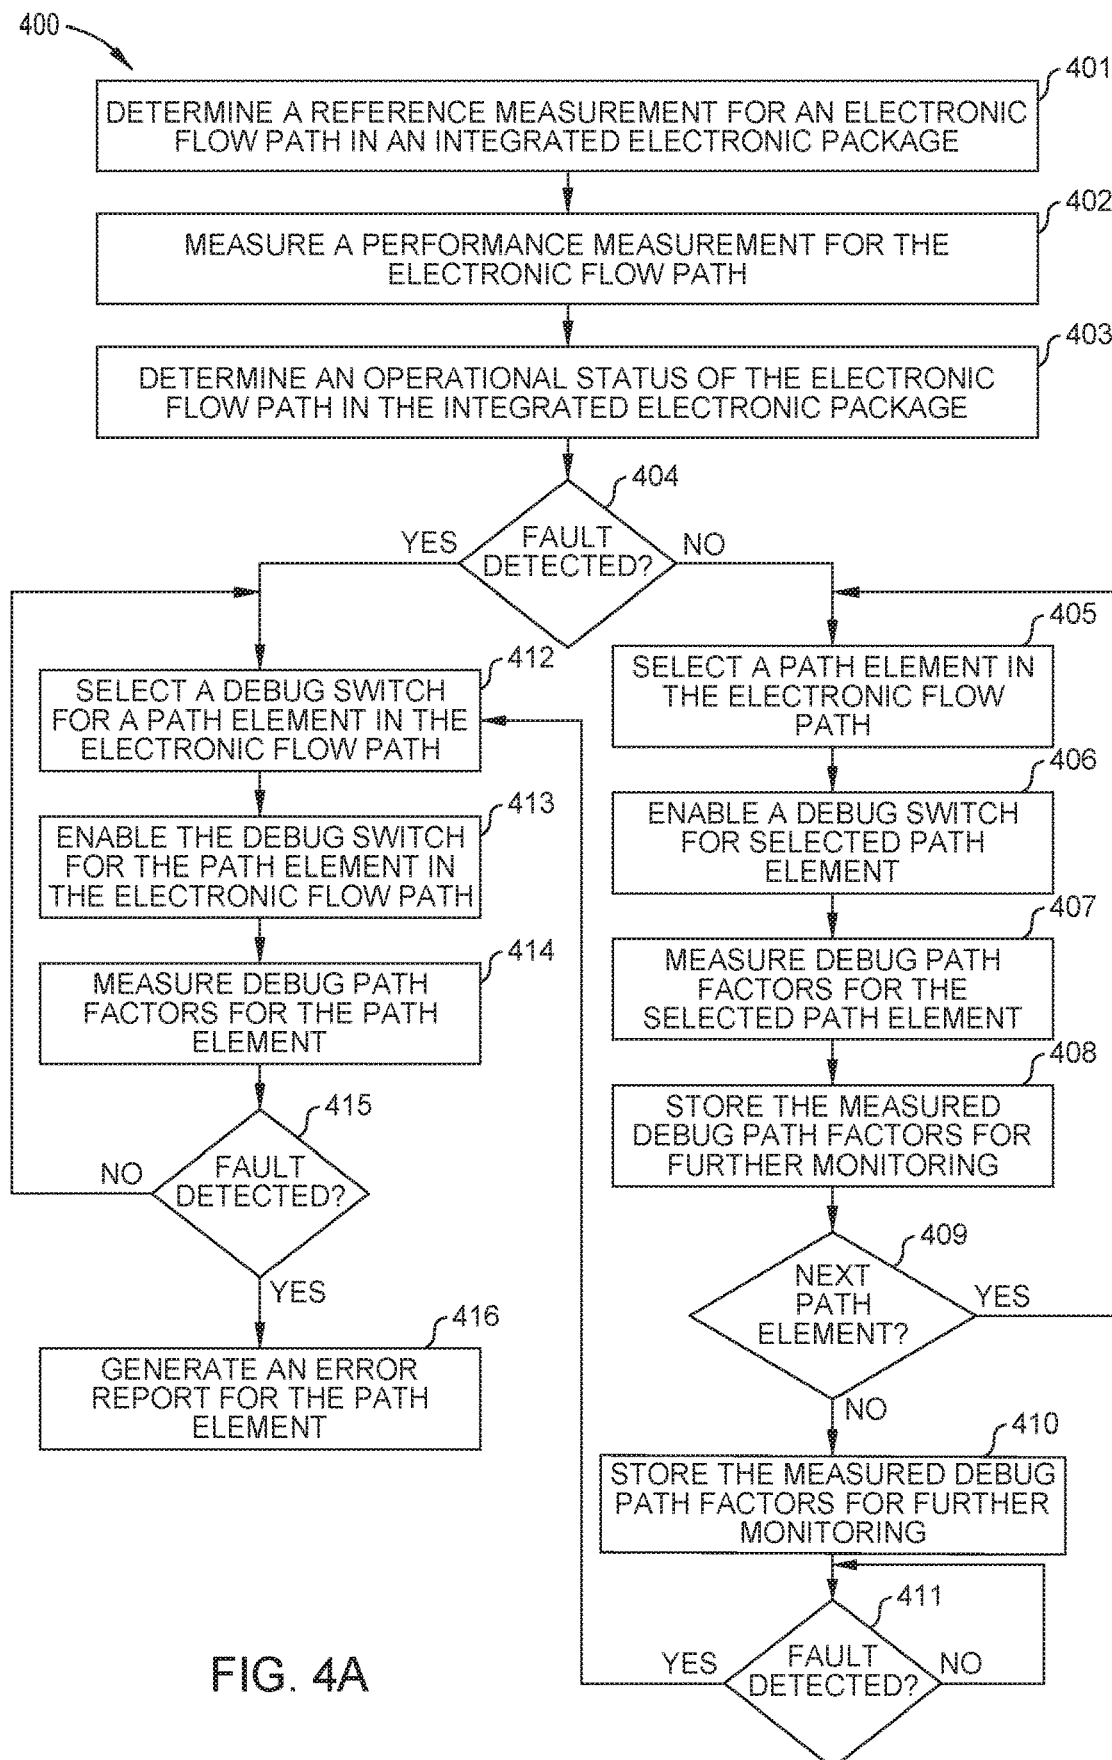 400
401
DETERMINE A REFERENCE MEASUREMENT FOR AN ELECTRONIC
FLOW PATH IN AN INTEGRATED ELECTRONIC PACKAGE
402
MEASURE A PERFORMANCE MEASUREMENT FOR THE
ELECTRONIC FLOW PATH
403
DETERMINE AN OPERATIONAL STATUS OF THE ELECTRONIC
FLOW PATH IN THE INTEGRATED ELECTRONIC PACKAGE
404
YES
FAULT
DETECTED?
NO
412
SELECT A DEBUG SWITCH
FOR A PATH ELEMENT IN THE
ELECTRONIC FLOW PATH
413
ENABLE THE DEBUG SWITCH
FOR THE PATH ELEMENT IN
THE ELECTRONIC FLOW PATH
414
MEASURE DEBUG PATH
FACTORS FOR THE PATH
ELEMENT
415
NO
FAULT
DETECTED?
YES
416
GENERATE AN ERROR
REPORT FOR THE PATH
ELEMENT
405
SELECT A PATH ELEMENT IN
THE ELECTRONIC FLOW
PATH
406
ENABLE A DEBUG SWITCH
FOR SELECTED PATH
ELEMENT
407
MEASURE DEBUG PATH
FACTORS FOR THE
SELECTED PATH ELEMENT
408
STORE THE MEASURED
DEBUG PATH FACTORS FOR
FURTHER MONITORING
409
NEXT
PATH
ELEMENT?
YES
NO
410
STORE THE MEASURED DEBUG
PATH FACTORS FOR FURTHER
MONITORING
411
YES
FAULT
DETECTED?
NO
FIG. 4A